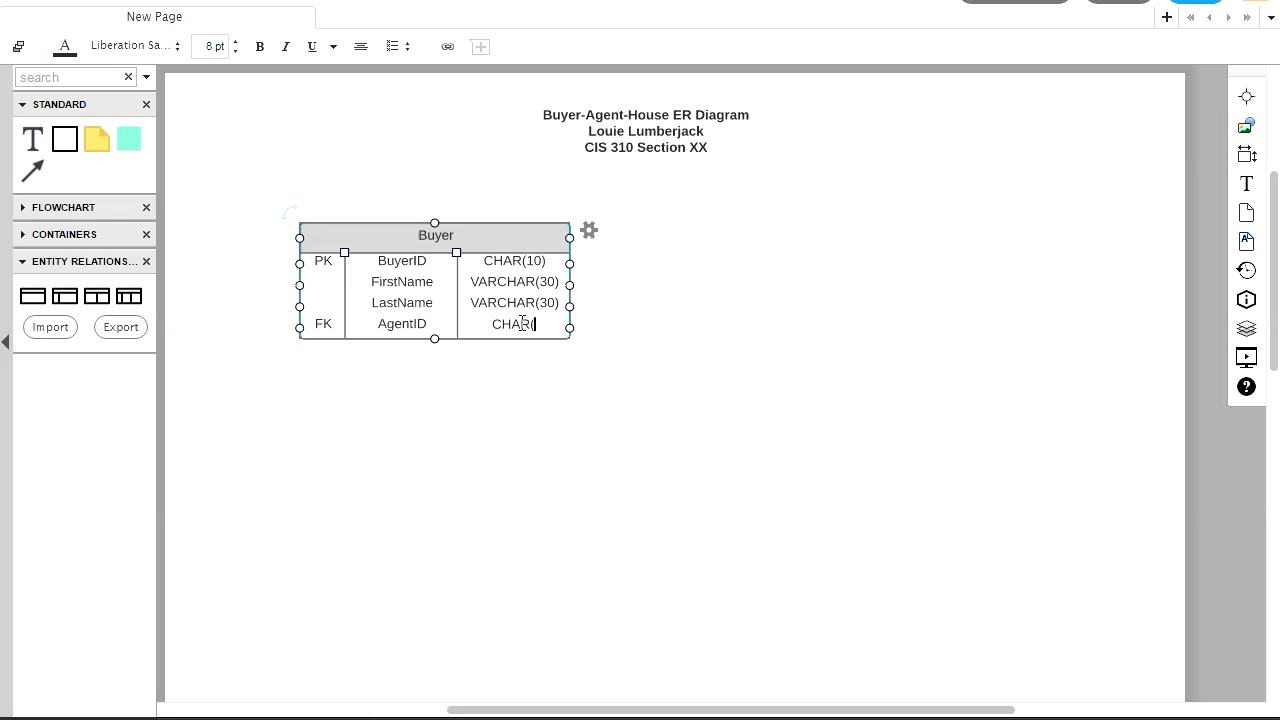 New Page
A Liberation Sa... 8 pt B I U
search
STANDARD
T
FLOWCHART
CONTAINERS
ENTITY RELATIONS...
Import Export
Buyer-Agent-House ER Diagram
Louie Lumberjack
CIS 310 Section XX
Buyer
PK BuyerID CHAR(10)
FirstName VARCHAR(30)
LastName VARCHAR(30)
FK AgentID CHAR(
T
A
?